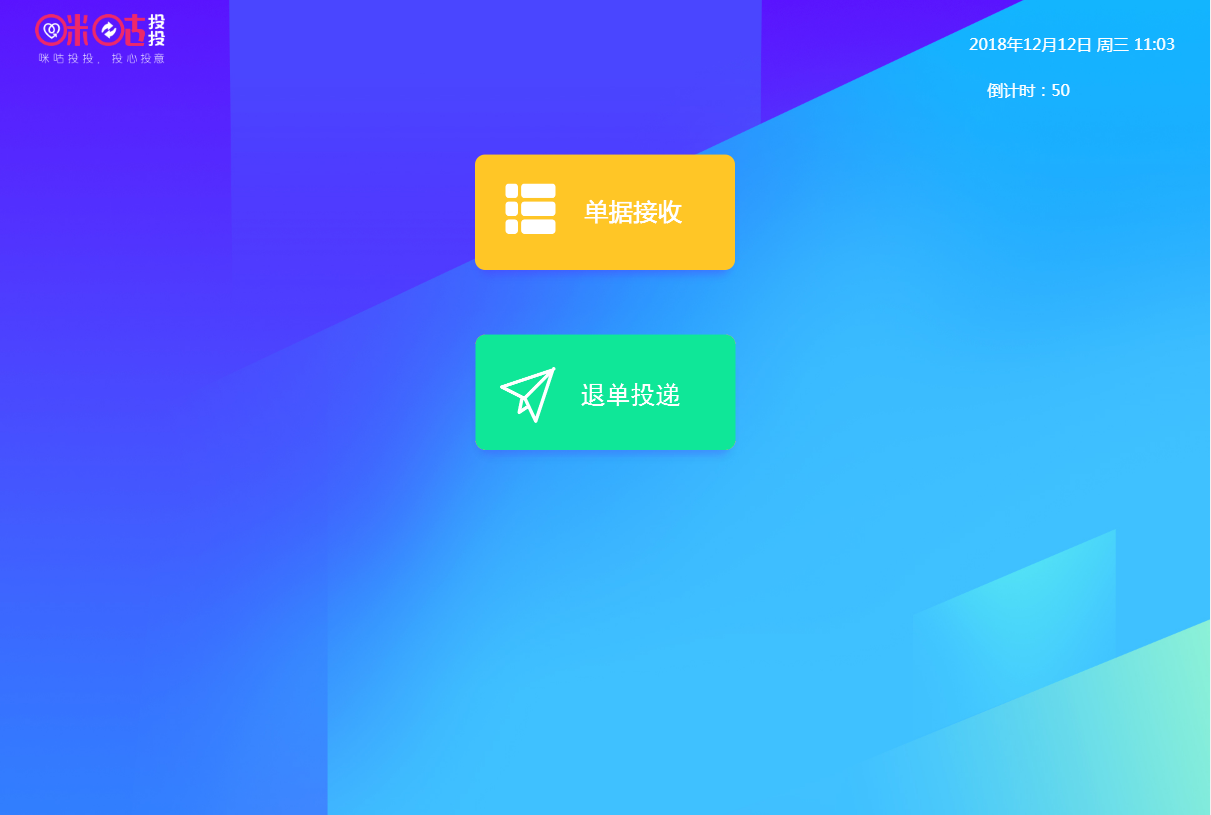 咪咕投投
咪咕投投，投心投意
2018年12月12日 周三 11:03
倒计时：50
单据接收
退单投递